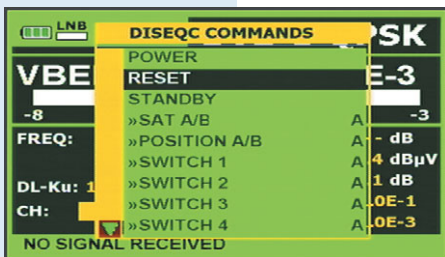 LNB
DISEQC COMMANDS
PSK
POWER
VBE
RESET
E-3
STANDBY
-8
-3
»SAT A/B A
FREQ: »POSITION A/B A - dB
»SWITCH 1 A 4 dBµV
DL-Ku: 1 »SWITCH 2 A 1 dB
CH: »SWITCH 3 A .0E-1
»SWITCH 4 A .0E-3
NO SIGNAL RECEIVED